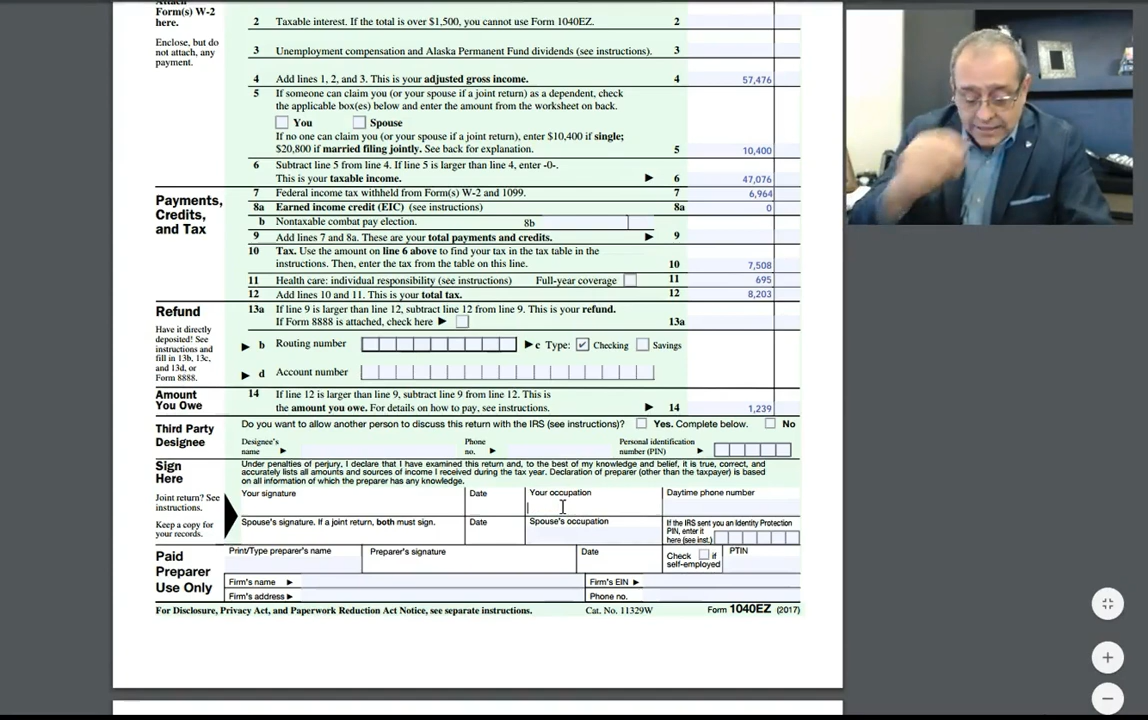 Form(s) W-2
here.
Enclose, but do
not attach, any
payment.
2 Taxable interest. If the total is over $1,500, you cannot use Form 1040EZ. 2
3 Unemployment compensation and Alaska Permanent Fund dividends (see instructions). 3
4 Add lines 1, 2, and 3. This is your adjusted gross income. 4 57,476
5 If someone can claim you (or your spouse if a joint return) as a dependent, check
the applicable box(es) below and enter the amount from the worksheet on back.
You Spouse
If no one can claim you (or your spouse if a joint return), enter $10,400 if single;
$20,800 if married filing jointly. See back for explanation. 5 10,400
6 Subtract line 5 from line 4. If line 5 is larger than line 4, enter -0-.
This is your taxable income. ▶ 6 47,076
Payments,
Credits,
and Tax
7 Federal income tax withheld from Form(s) W-2 and 1099. 7 6,964
8a Earned income credit (EIC) (see instructions) 8a 0
b Nontaxable combat pay election. 8b
9 Add lines 7 and 8a. These are your total payments and credits. ▶ 9
10 Tax. Use the amount on line 6 above to find your tax in the tax table in the
instructions. Then, enter the tax from the table on this line. 10 7,508
11 Health care: individual responsibility (see instructions) Full-year coverage 11 695
12 Add lines 10 and 11. This is your total tax. 12 8,203
Refund
Have it directly
deposited! See
instructions and
fill in 13b, 13c,
and 13d, or
Form 8888.
13a If line 9 is larger than line 12, subtract line 12 from line 9. This is your refund.
If Form 8888 is attached, check here ▶ 13a
▶ b Routing number ▶c Type: ✔ Checking Savings
▶ d Account number
Amount
You Owe
14 If line 12 is larger than line 9, subtract line 9 from line 12. This is
the amount you owe. For details on how to pay, see instructions. ▶ 14 1,239
Third Party
Designee
Do you want to allow another person to discuss this return with the IRS (see instructions)? Yes. Complete below. No
Designee's
name ▶
Phone
no. ▶
Personal identification
number (PIN) ▶
Sign
Here
Joint return? See
instructions.
Keep a copy for
your records.
Under penalties of perjury, I declare that I have examined this return and, to the best of my knowledge and belief, it is true, correct, and
accurately lists all amounts and sources of income I received during the tax year. Declaration of preparer (other than the taxpayer) is based
on all information of which the preparer has any knowledge.
Your signature Date Your occupation Daytime phone number
Spouse's signature. If a joint return, both must sign. Date Spouse's occupation
If the IRS sent you an Identity Protection
PIN, enter it
here (see inst.)
Paid
Preparer
Use Only
Print/Type preparer's name Preparer's signature Date
Check if
self-employed
PTIN
Firm's name ▶ Firm's EIN ▶
Firm's address ▶ Phone no.
For Disclosure, Privacy Act, and Paperwork Reduction Act Notice, see separate instructions. Cat. No. 11329W Form 1040EZ (2017)